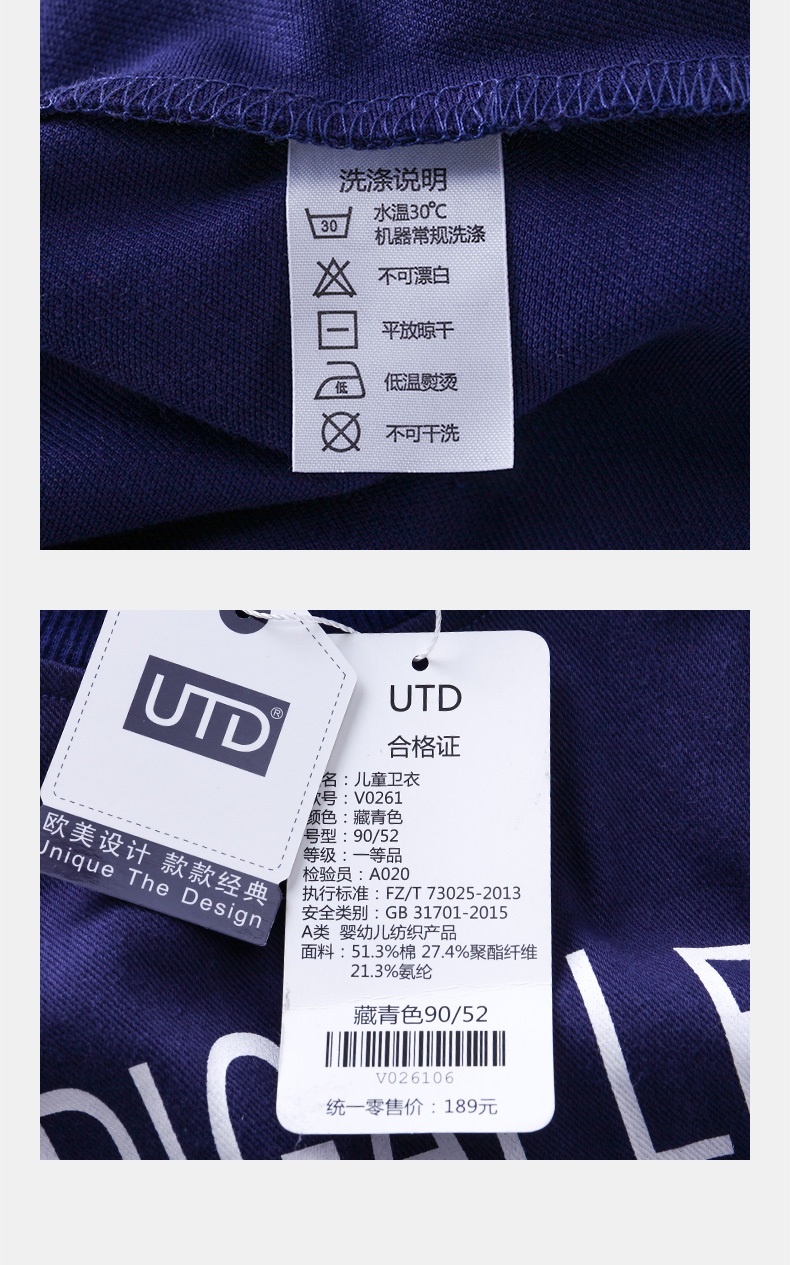 洗涤说明
30
水温30℃
机器常规洗涤
不可漂白
平放晾干
低
低温熨烫
不可干洗
UTD®
欧美设计 款款经典
Unique The Design
UTD
合格证
名：儿童卫衣
号：V0261
颜色：藏青色
号型：90/52
等级：一等品
检验员：A020
执行标准：FZ/T 73025-2013
安全类别：GB 31701-2015
A类 婴幼儿纺织产品
面料：51.3%棉 27.4%聚酯纤维
21.3%氨纶
藏青色90/52
V026106
统一零售价：189元